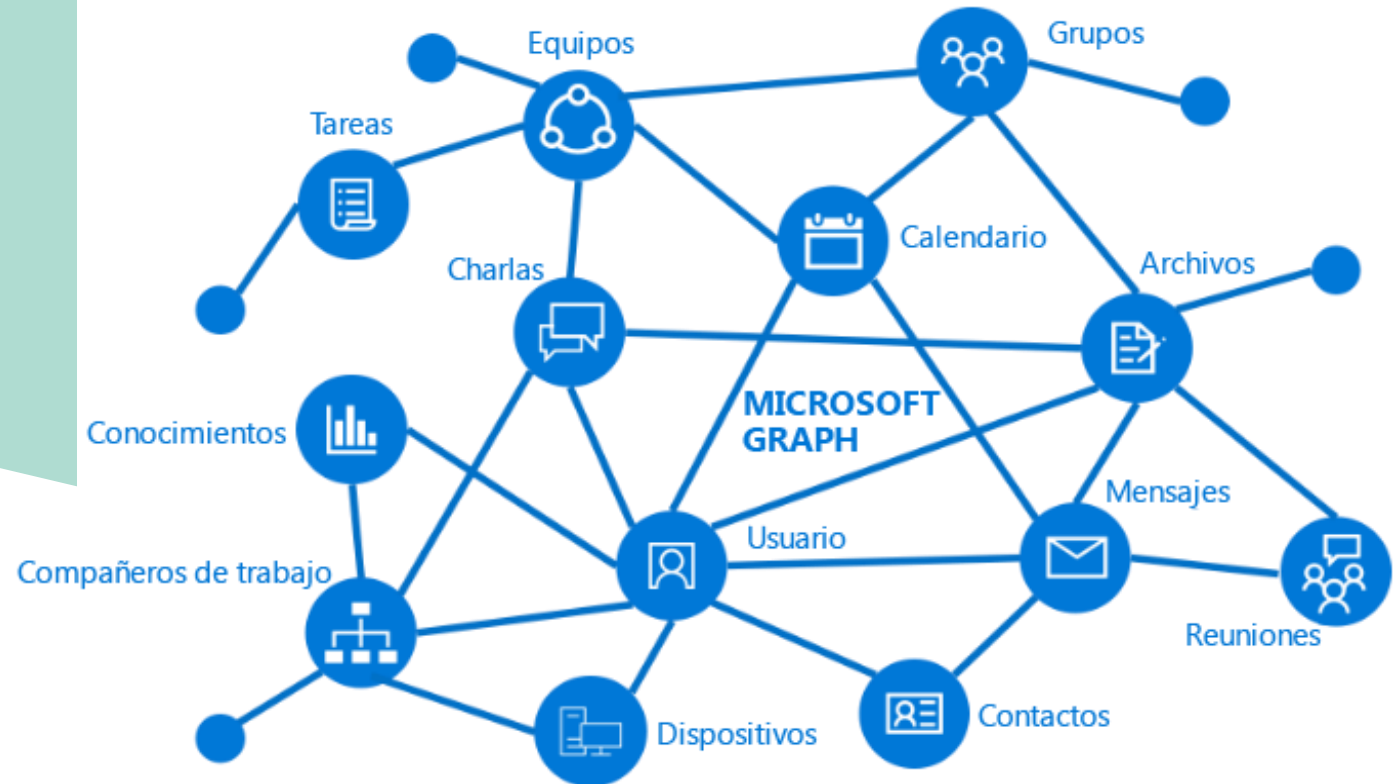 Grupos
Equipos
Tareas
Calendario
Charlas
Archivos
MICROSOFT
GRAPH
Conocimientos
Mensajes
Usuario
Compañeros de trabajo
Reuniones
Contactos
Dispositivos